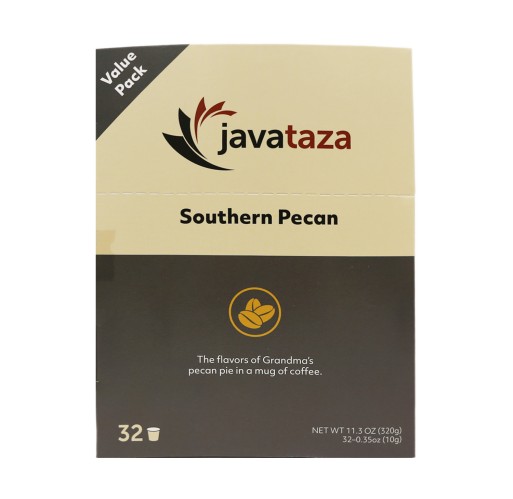 Value
Pack
javataza
Southern Pecan
The flavors of Grandma's
pecan pie in a mug of coffee.
32
NET WT 11.3 OZ (320g)
32-0.35oz (10g)